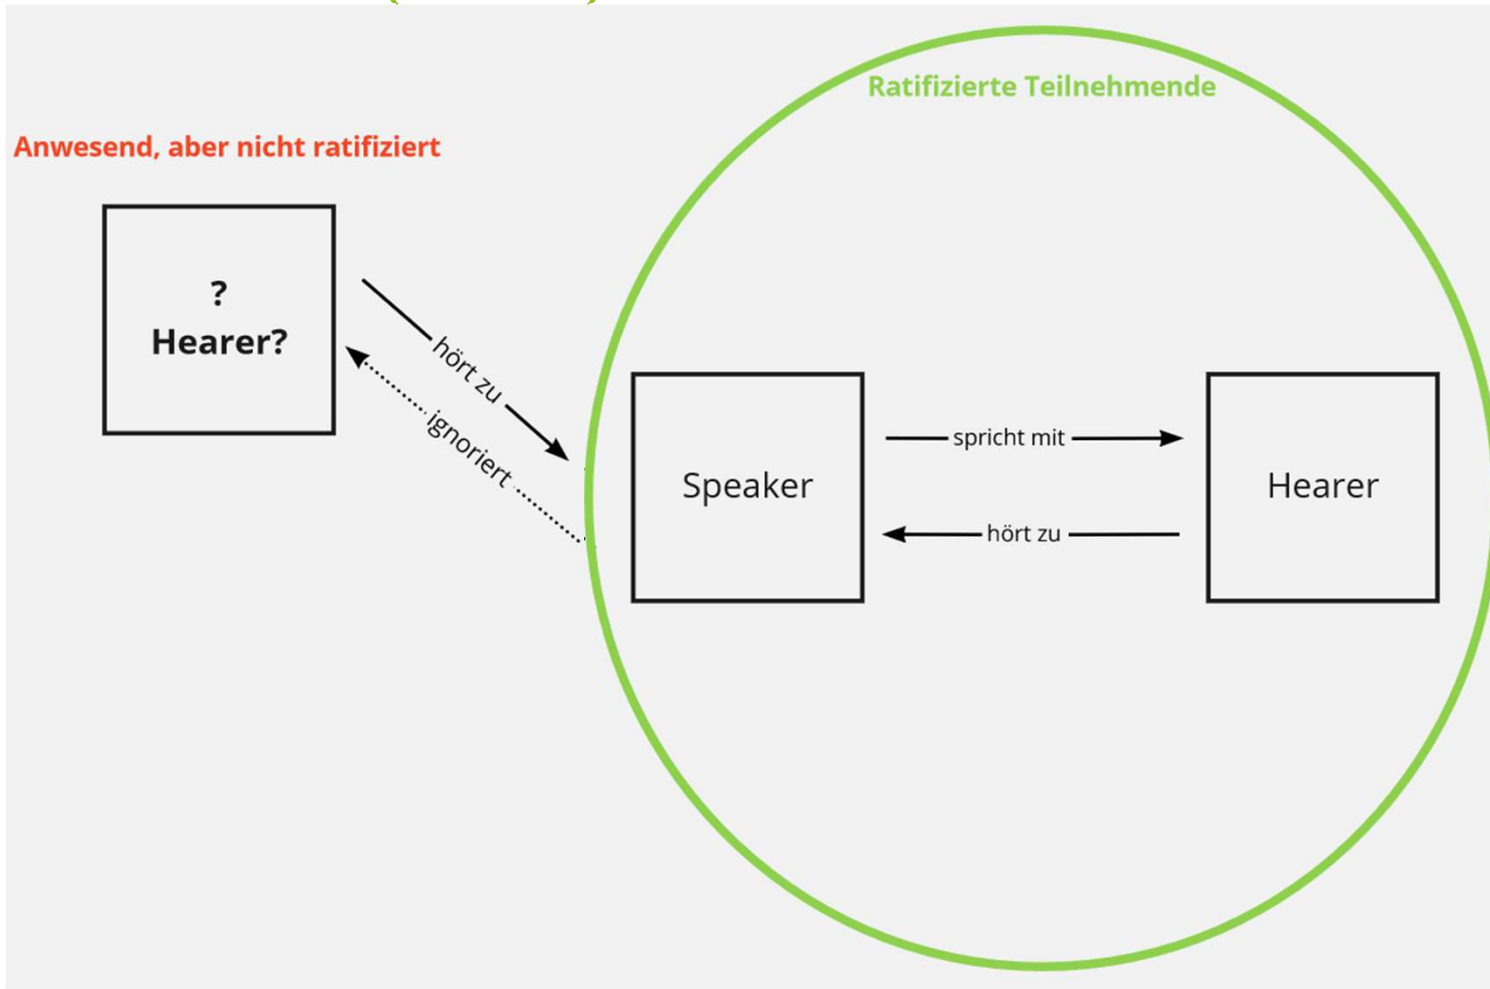 Ratifizierte Teilnehmende
Anwesend, aber nicht ratifiziert
?
Hearer?
hört zu
ignoriert
Speaker
spricht mit
hört zu
Hearer